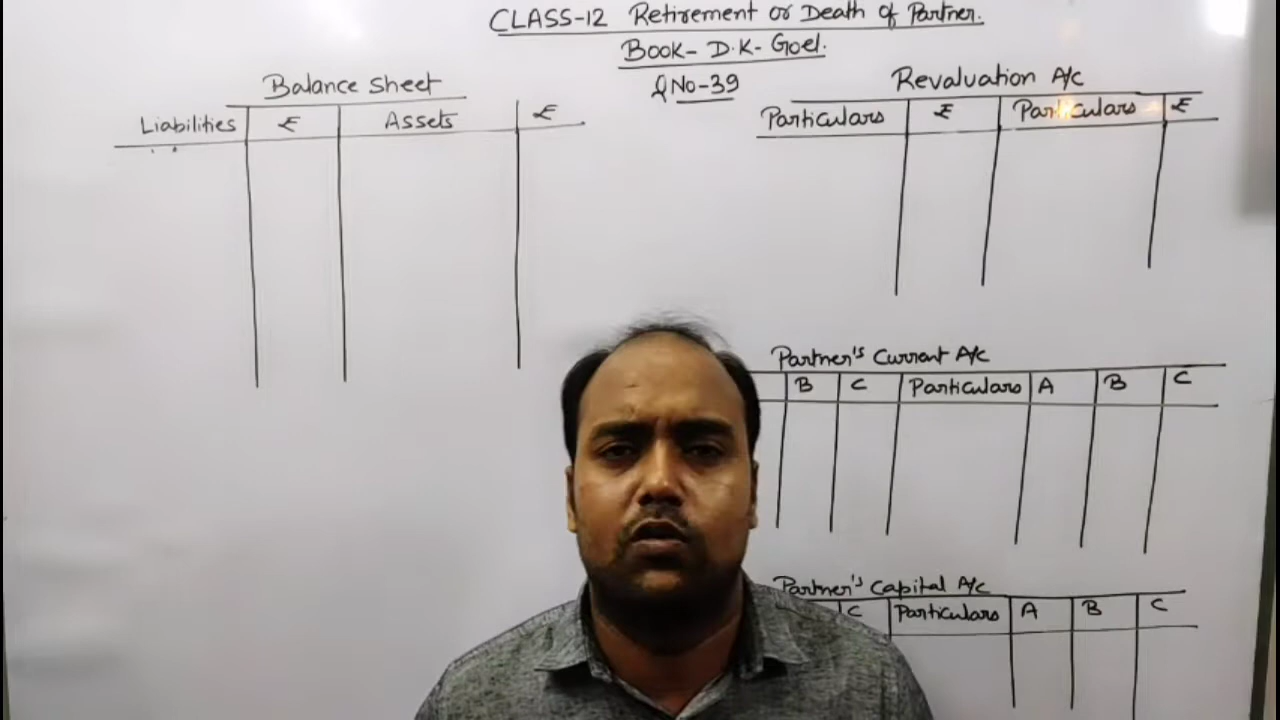 CLASS-12 Retirement or Death of Partner.
Book- D.K- Goel.
Q No-39
Balance Sheet
Liabilities ₹ Assets ₹
Revaluation A/c
Particulars ₹ Particulars ₹
Partner's Current A/c
B C Particulars A B C
Partner's Capital A/c
C Particulars A B C